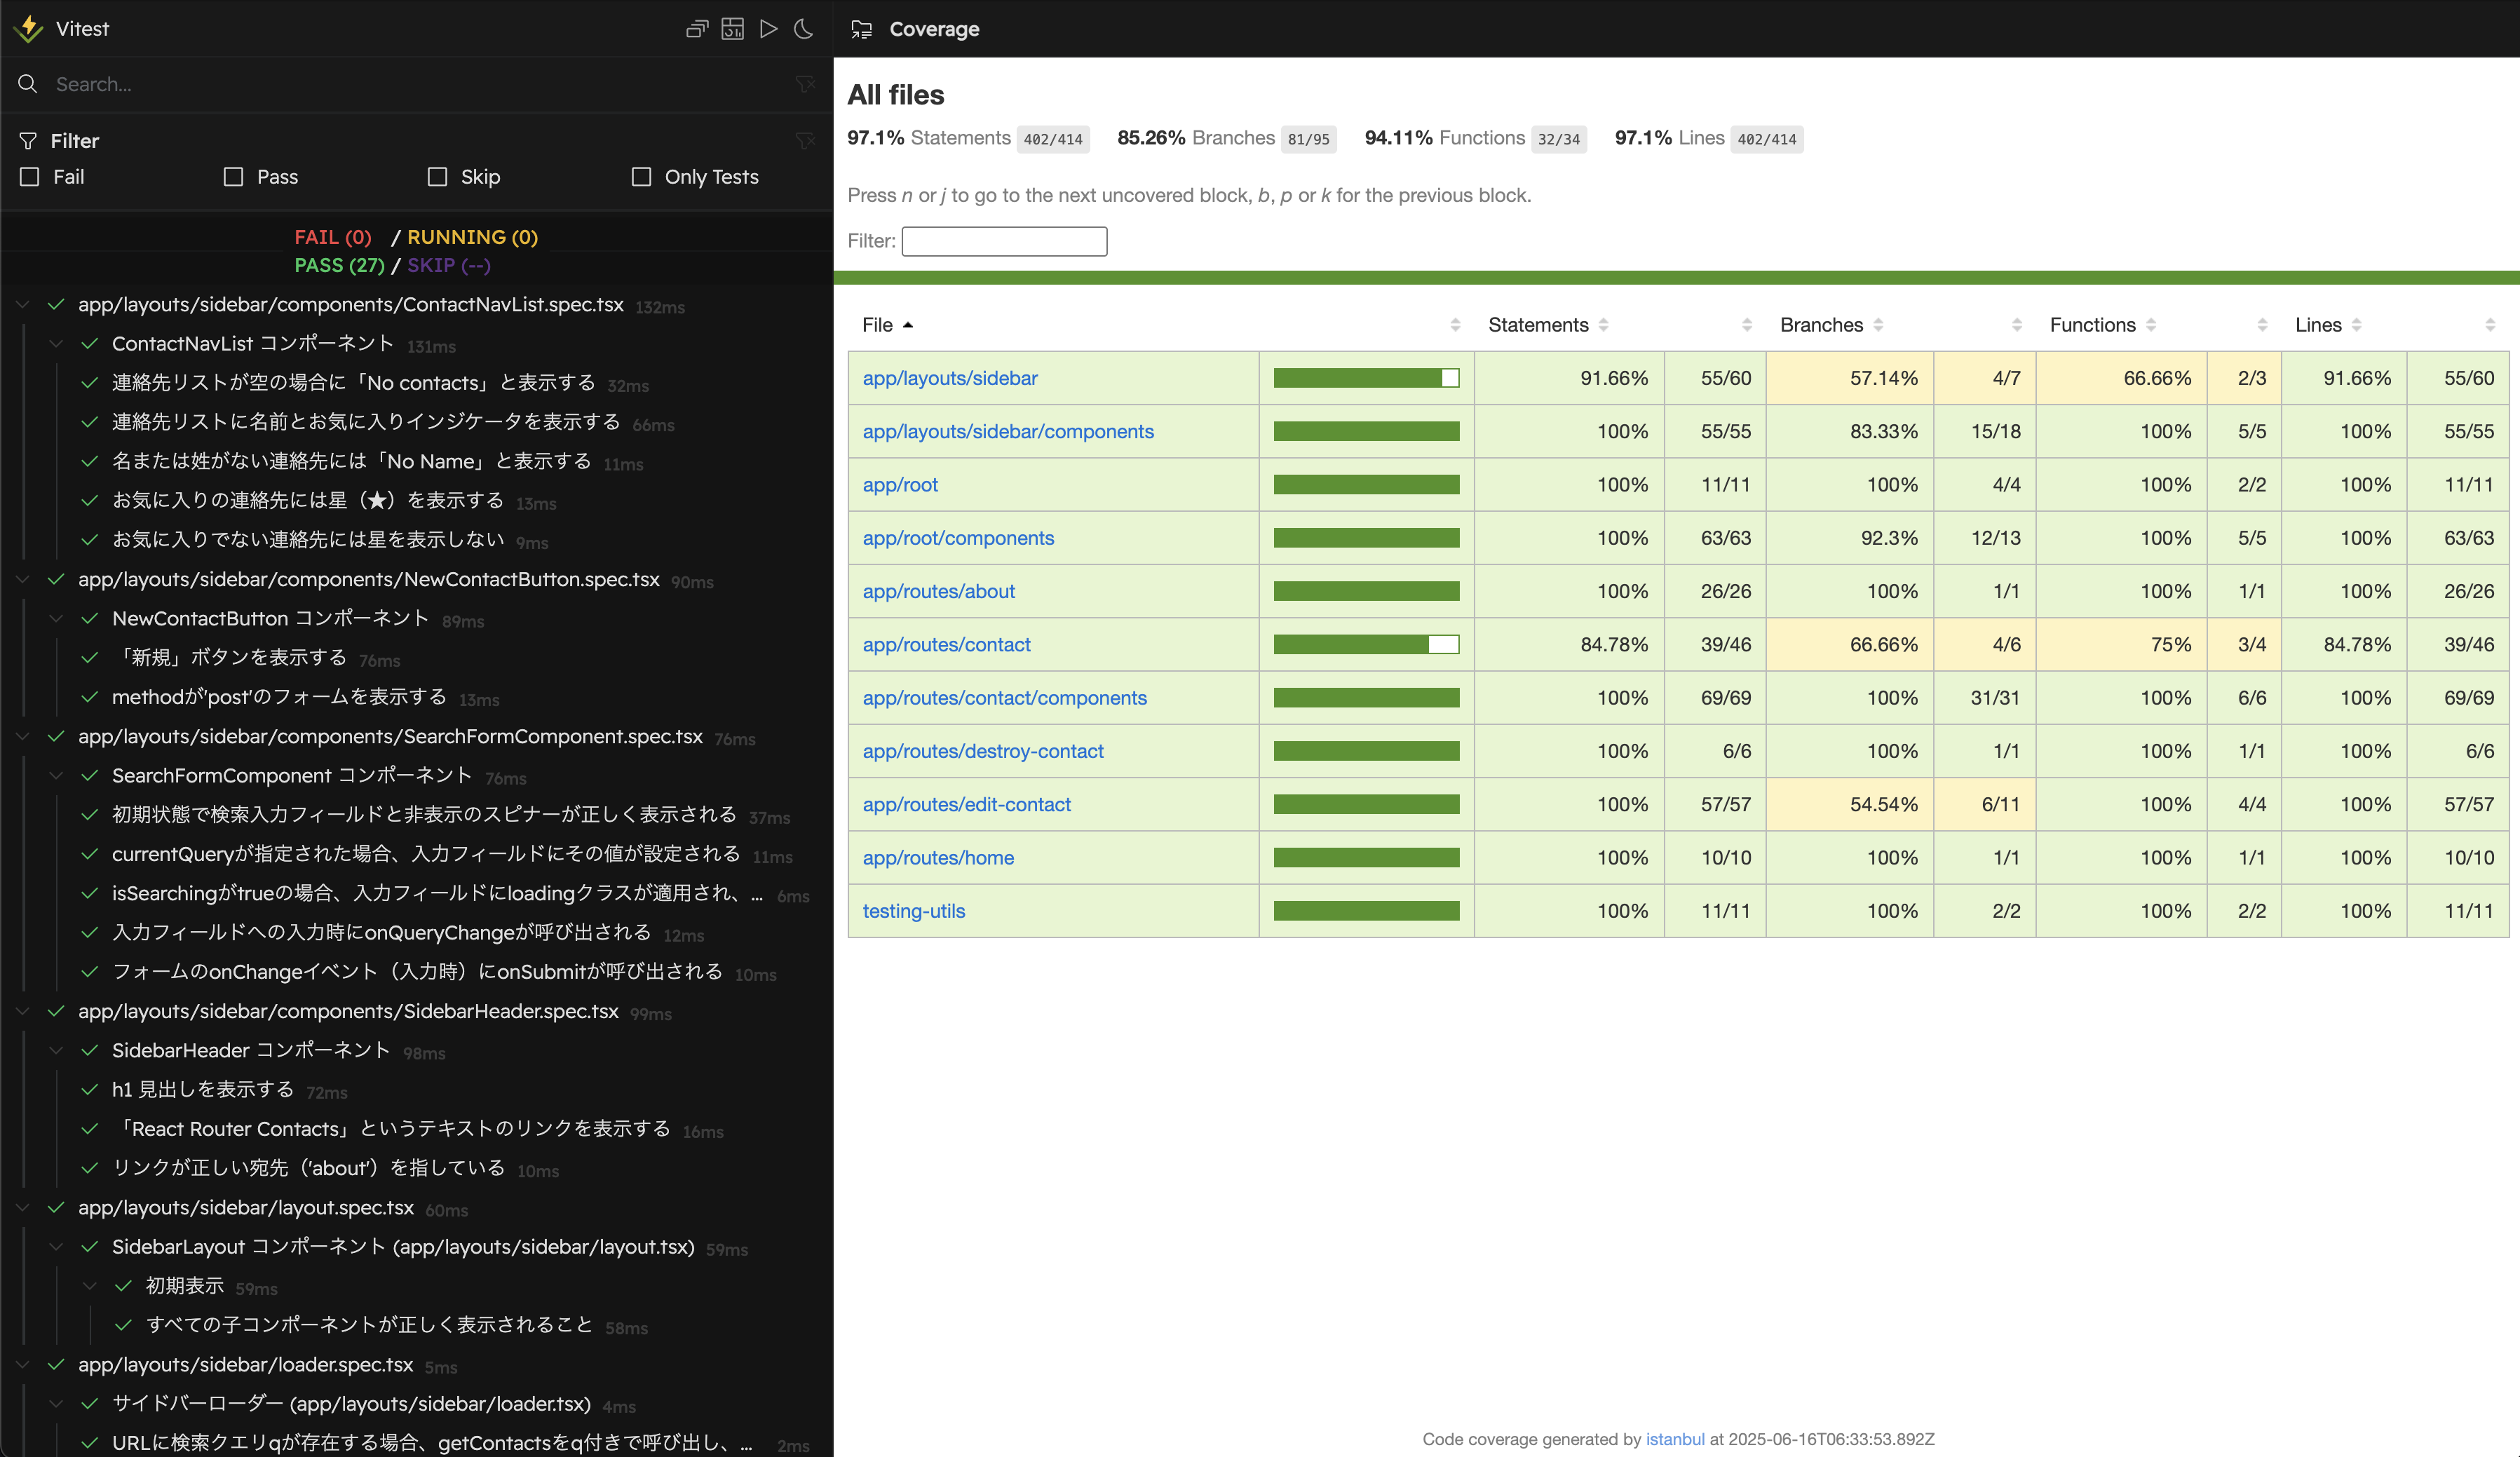 Vitest
Search...
Filter
Fail Pass Skip Only Tests
FAIL (0) / RUNNING (0)
PASS (27) / SKIP (--)
app/layouts/sidebar/components/ContactNavList.spec.tsx 132ms
ContactNavList コンポーネント 131ms
連絡先リストが空の場合に「No contacts」と表示する 32ms
連絡先リストに名前とお気に入りインジケータを表示する 66ms
名または姓がない連絡先には「No Name」と表示する 11ms
お気に入りの連絡先には星（★）を表示する 13ms
お気に入りでない連絡先には星を表示しない 9ms
app/layouts/sidebar/components/NewContactButton.spec.tsx 90ms
NewContactButton コンポーネント 89ms
「新規」ボタンを表示する 76ms
methodが'post'のフォームを表示する 13ms
app/layouts/sidebar/components/SearchFormComponent.spec.tsx 76ms
SearchFormComponent コンポーネント 76ms
初期状態で検索入力フィールドと非表示のスピナーが正しく表示される 37ms
currentQueryが指定された場合、入力フィールドにその値が設定される 11ms
isSearchingがtrueの場合、入力フィールドにloadingクラスが適用され、... 6ms
入力フィールドへの入力時にonQueryChangeが呼び出される 12ms
フォームのonChangeイベント（入力時）にonSubmitが呼び出される 10ms
app/layouts/sidebar/components/SidebarHeader.spec.tsx 99ms
SidebarHeader コンポーネント 98ms
h1 見出しを表示する 72ms
「React Router Contacts」というテキストのリンクを表示する 16ms
リンクが正しい宛先（'about'）を指している 10ms
app/layouts/sidebar/layout.spec.tsx 60ms
SidebarLayout コンポーネント (app/layouts/sidebar/layout.tsx) 59ms
初期表示 59ms
すべての子コンポーネントが正しく表示されること 58ms
app/layouts/sidebar/loader.spec.tsx 5ms
サイドバーローダー (app/layouts/sidebar/loader.tsx) 4ms
URLに検索クエリqが存在する場合、getContactsをq付きで呼び出し、... 2ms
Coverage
All files
97.1% Statements 402/414 85.26% Branches 81/95 94.11% Functions 32/34 97.1% Lines 402/414
Press n or j to go to the next uncovered block, b, p or k for the previous block.
Filter:
File Statements Branches Functions Lines
app/layouts/sidebar 91.66% 55/60 57.14% 4/7 66.66% 2/3 91.66% 55/60
app/layouts/sidebar/components 100% 55/55 83.33% 15/18 100% 5/5 100% 55/55
app/root 100% 11/11 100% 4/4 100% 2/2 100% 11/11
app/root/components 100% 63/63 92.3% 12/13 100% 5/5 100% 63/63
app/routes/about 100% 26/26 100% 1/1 100% 1/1 100% 26/26
app/routes/contact 84.78% 39/46 66.66% 4/6 75% 3/4 84.78% 39/46
app/routes/contact/components 100% 69/69 100% 31/31 100% 6/6 100% 69/69
app/routes/destroy-contact 100% 6/6 100% 1/1 100% 1/1 100% 6/6
app/routes/edit-contact 100% 57/57 54.54% 6/11 100% 4/4 100% 57/57
app/routes/home 100% 10/10 100% 1/1 100% 1/1 100% 10/10
testing-utils 100% 11/11 100% 2/2 100% 2/2 100% 11/11
Code coverage generated by istanbul at 2025-06-16T06:33:53.892Z